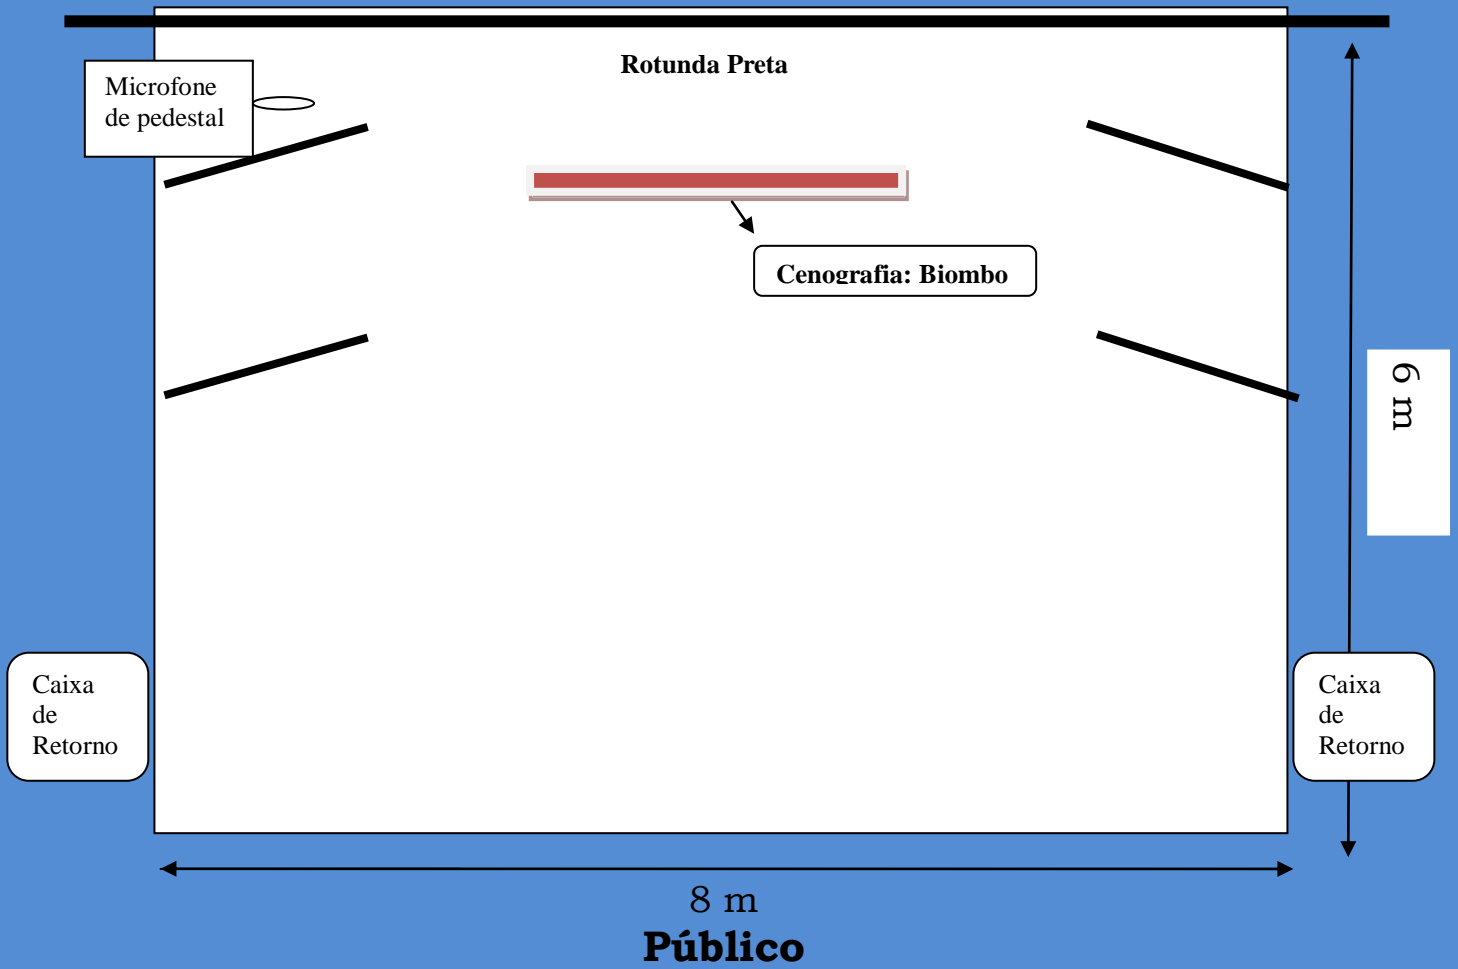 Rotunda Preta
Microfone
de pedestal
Cenografia: Biombo
6 m
Caixa
de
Retorno
Caixa
de
Retorno
8 m
Público